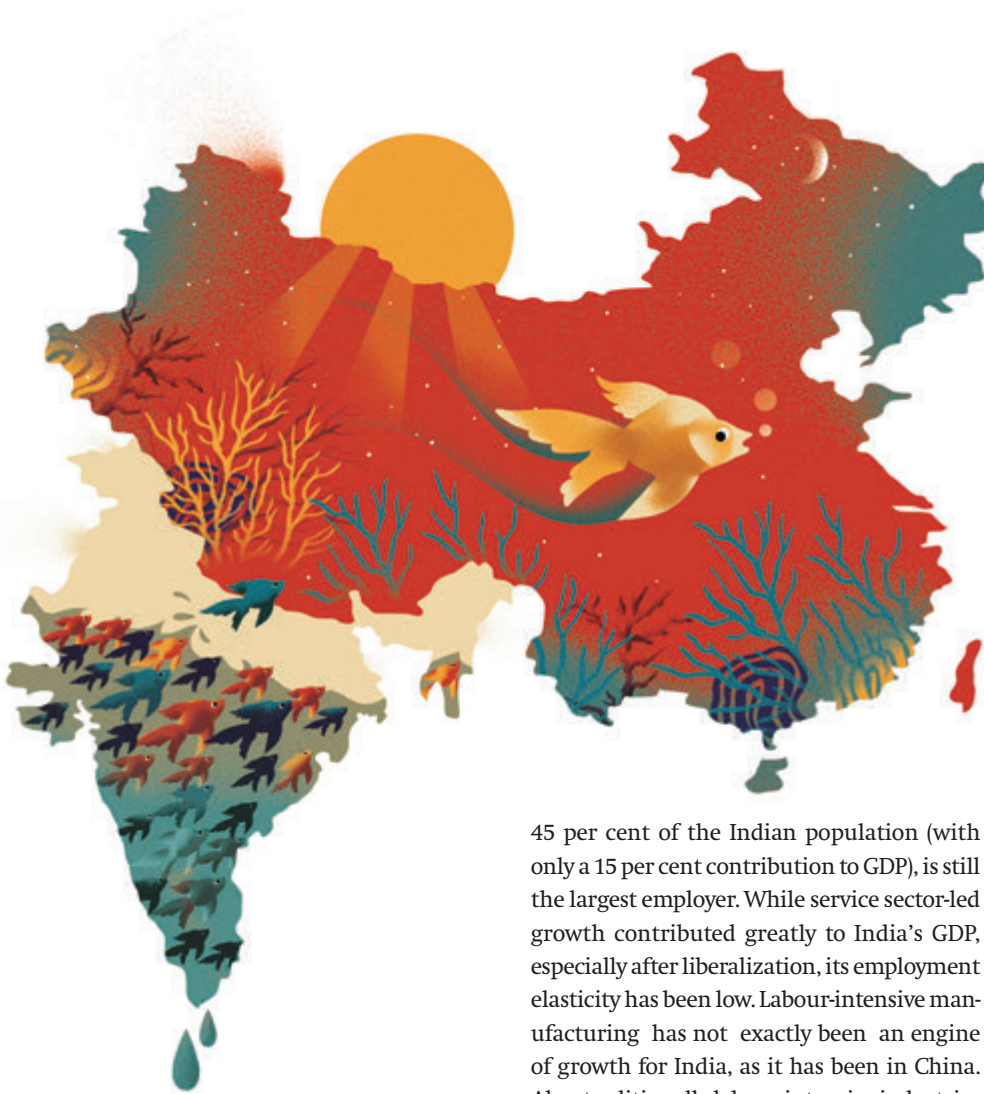 45 per cent of the Indian population (with
only a 15 per cent contribution to GDP), is still
the largest employer. While service sector-led
growth contributed greatly to India’s GDP,
especially after liberalization, its employment
elasticity has been low. Labour-intensive man-
ufacturing has not exactly been an engine
of growth for India, as it has been in China.